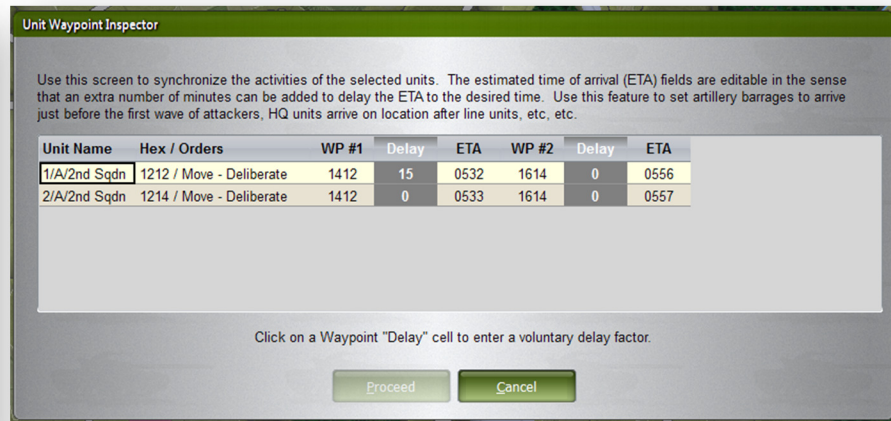 Unit Waypoint Inspector
Use this screen to synchronize the activities of the selected units. The estimated time of arrival (ETA) fields are editable in the sense
that an extra number of minutes can be added to delay the ETA to the desired time. Use this feature to set artillery barrages to arrive
just before the first wave of attackers, HQ units arrive on location after line units, etc, etc.
Unit Name Hex / Orders WP #1 Delay ETA WP #2 Delay ETA
1/A/2nd Sqdn 1212 / Move - Deliberate 1412 15 0532 1614 0 0556
2/A/2nd Sqdn 1214 / Move - Deliberate 1412 0 0533 1614 0 0557
Click on a Waypoint "Delay" cell to enter a voluntary delay factor.
Proceed Cancel